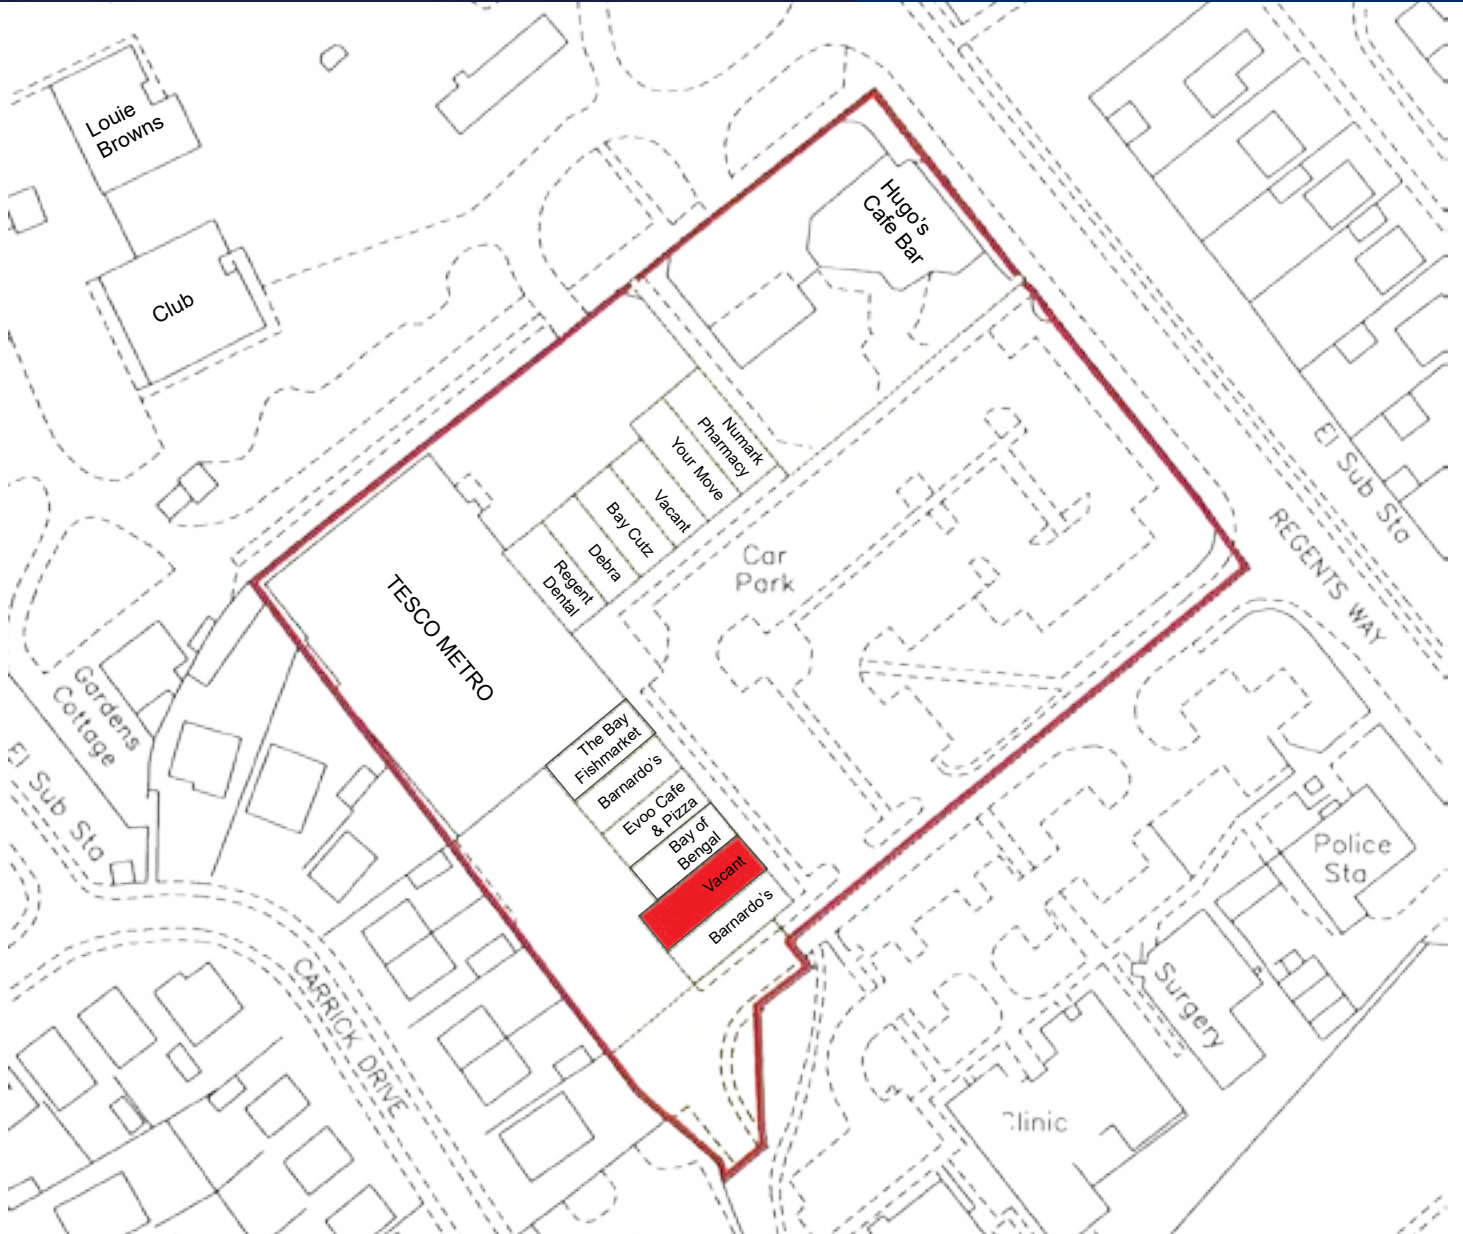 Louie
Browns
Club
Hugo's
Cafe Bar
Numark
Pharmacy
Your Move
Vacant
Bay Cutz
Debra
Regent
Dental
TESCO METRO
Car
Park
El Sub Sta
REGENTS WAY
Gardens
Cottage
El Sub Sta
The Bay
Fishmarket
Barnardo's
Evoo Cafe
& Pizza
Bay of
Bengal
Vacant
Barnardo's
Police
Sta
Surgery
Clinic
CARRICK DRIVE